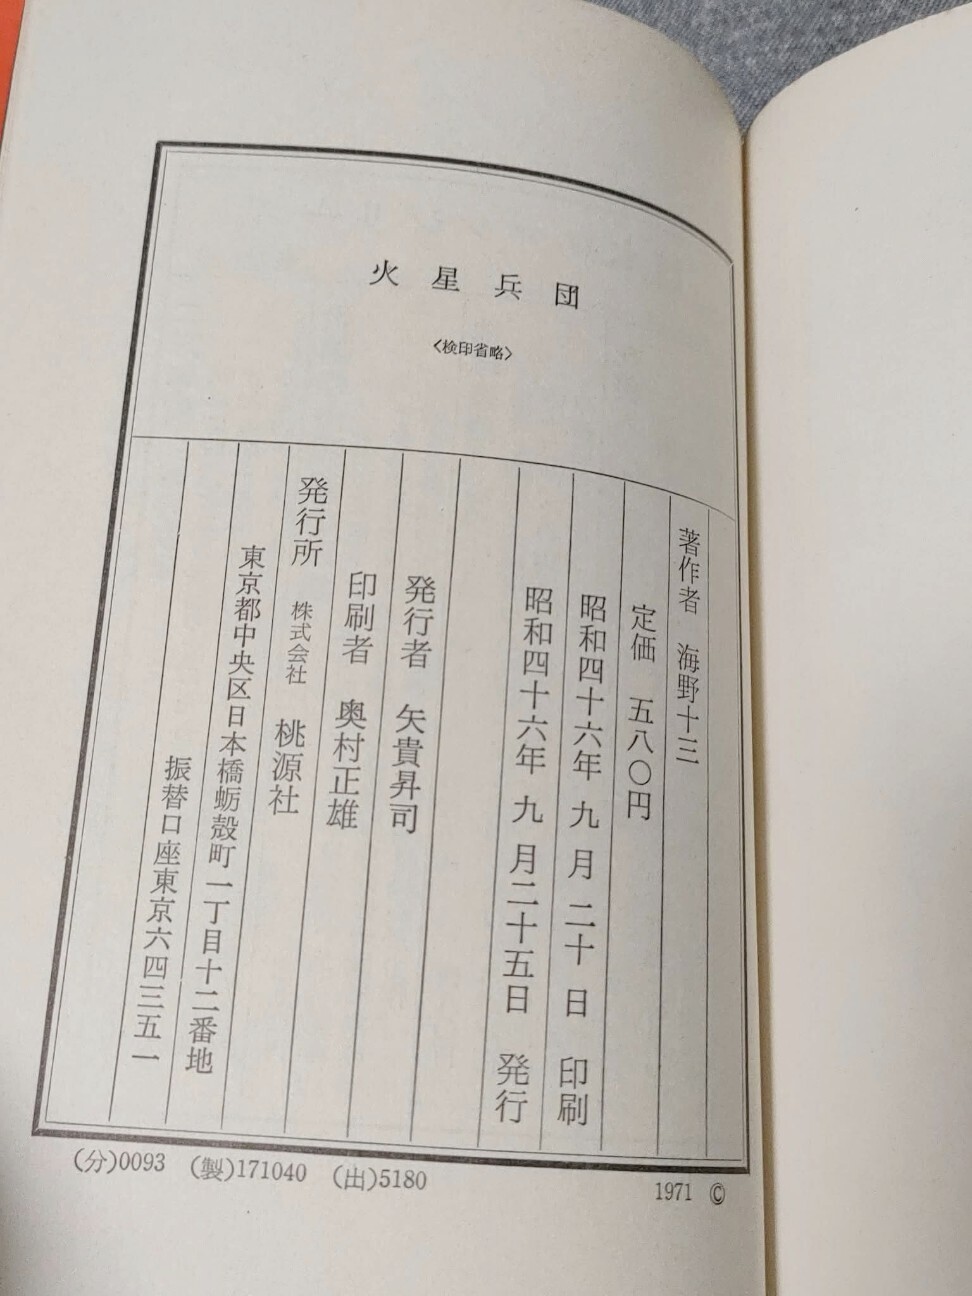 火星兵団
〈検印省略〉
著作者 海野十三
定価 五八〇円
昭和四十六年 九 月 二十 日 印刷
昭和四十六年 九 月二十五日 発行
発行者 矢貴昇司
印刷者 奥村正雄
発行所 株式会社 桃源社
東京都中央区日本橋蛎殻町一丁目十二番地
振替口座東京六四三五一
(分)0093 (製)171040 (出)5180
1971 ©